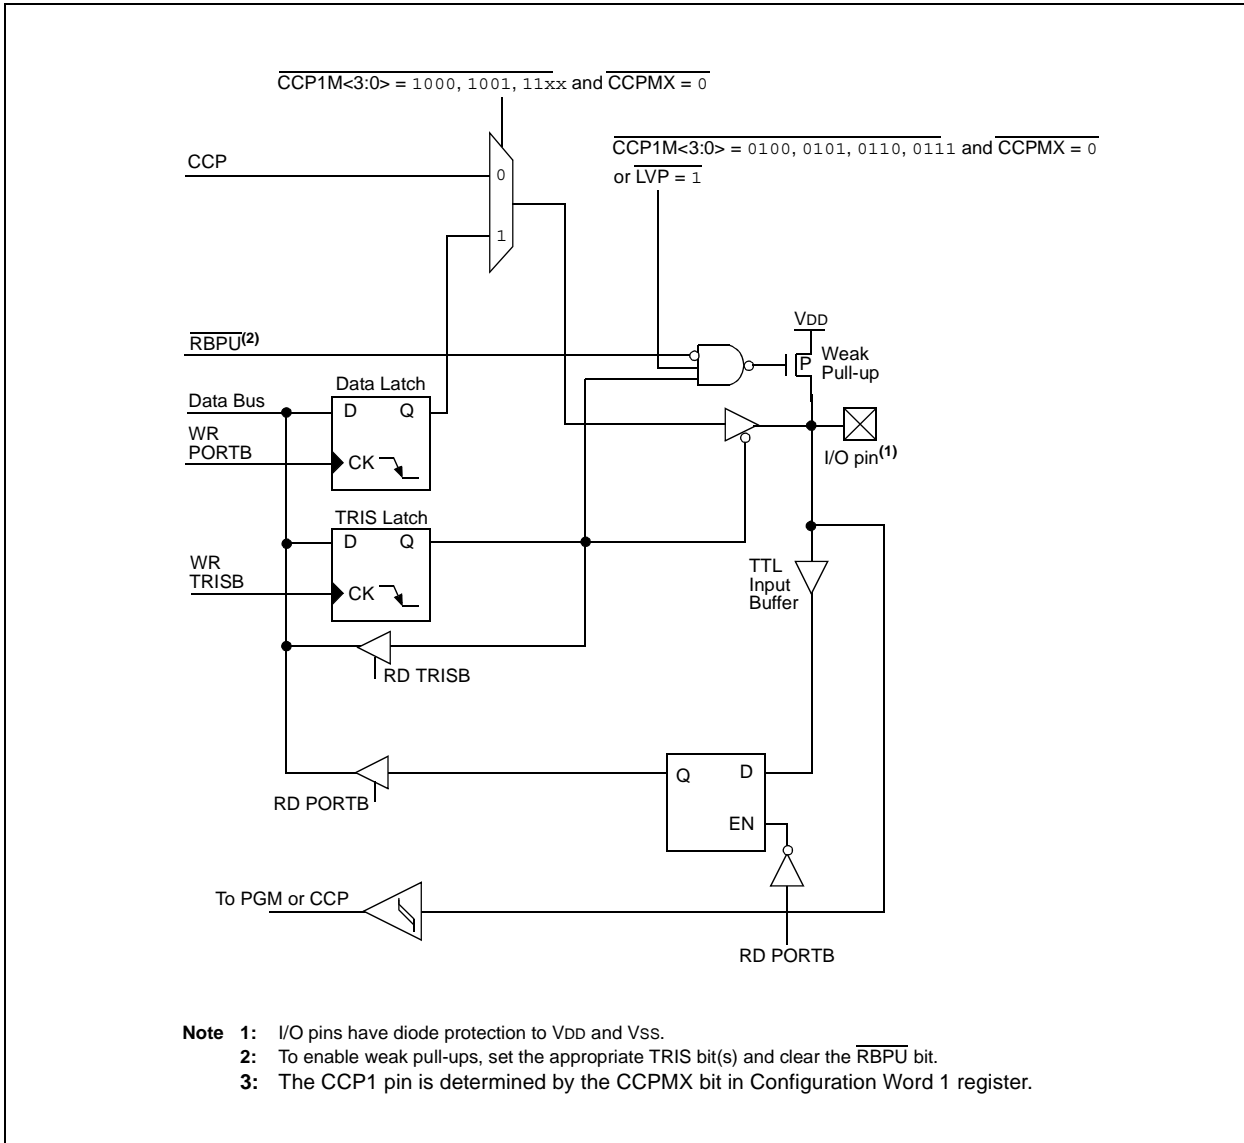 CCP1M<3:0> = 1000, 1001, 11xx and CCPMX = 0
CCP1M<3:0> = 0100, 0101, 0110, 0111 and CCPMX = 0
or LVP = 1
CCP
0
1
RBPU(2)
VDD
P
Weak
Pull-up
Data Latch
Data Bus
D Q
WR
PORTB
CK
I/O pin(1)
TRIS Latch
D Q
WR
TRISB
CK
TTL
Input
Buffer
RD TRISB
Q D
RD PORTB
EN
To PGM or CCP
RD PORTB
Note 1: I/O pins have diode protection to VDD and VSS.
2: To enable weak pull-ups, set the appropriate TRIS bit(s) and clear the RBPU bit.
3: The CCP1 pin is determined by the CCPMX bit in Configuration Word 1 register.